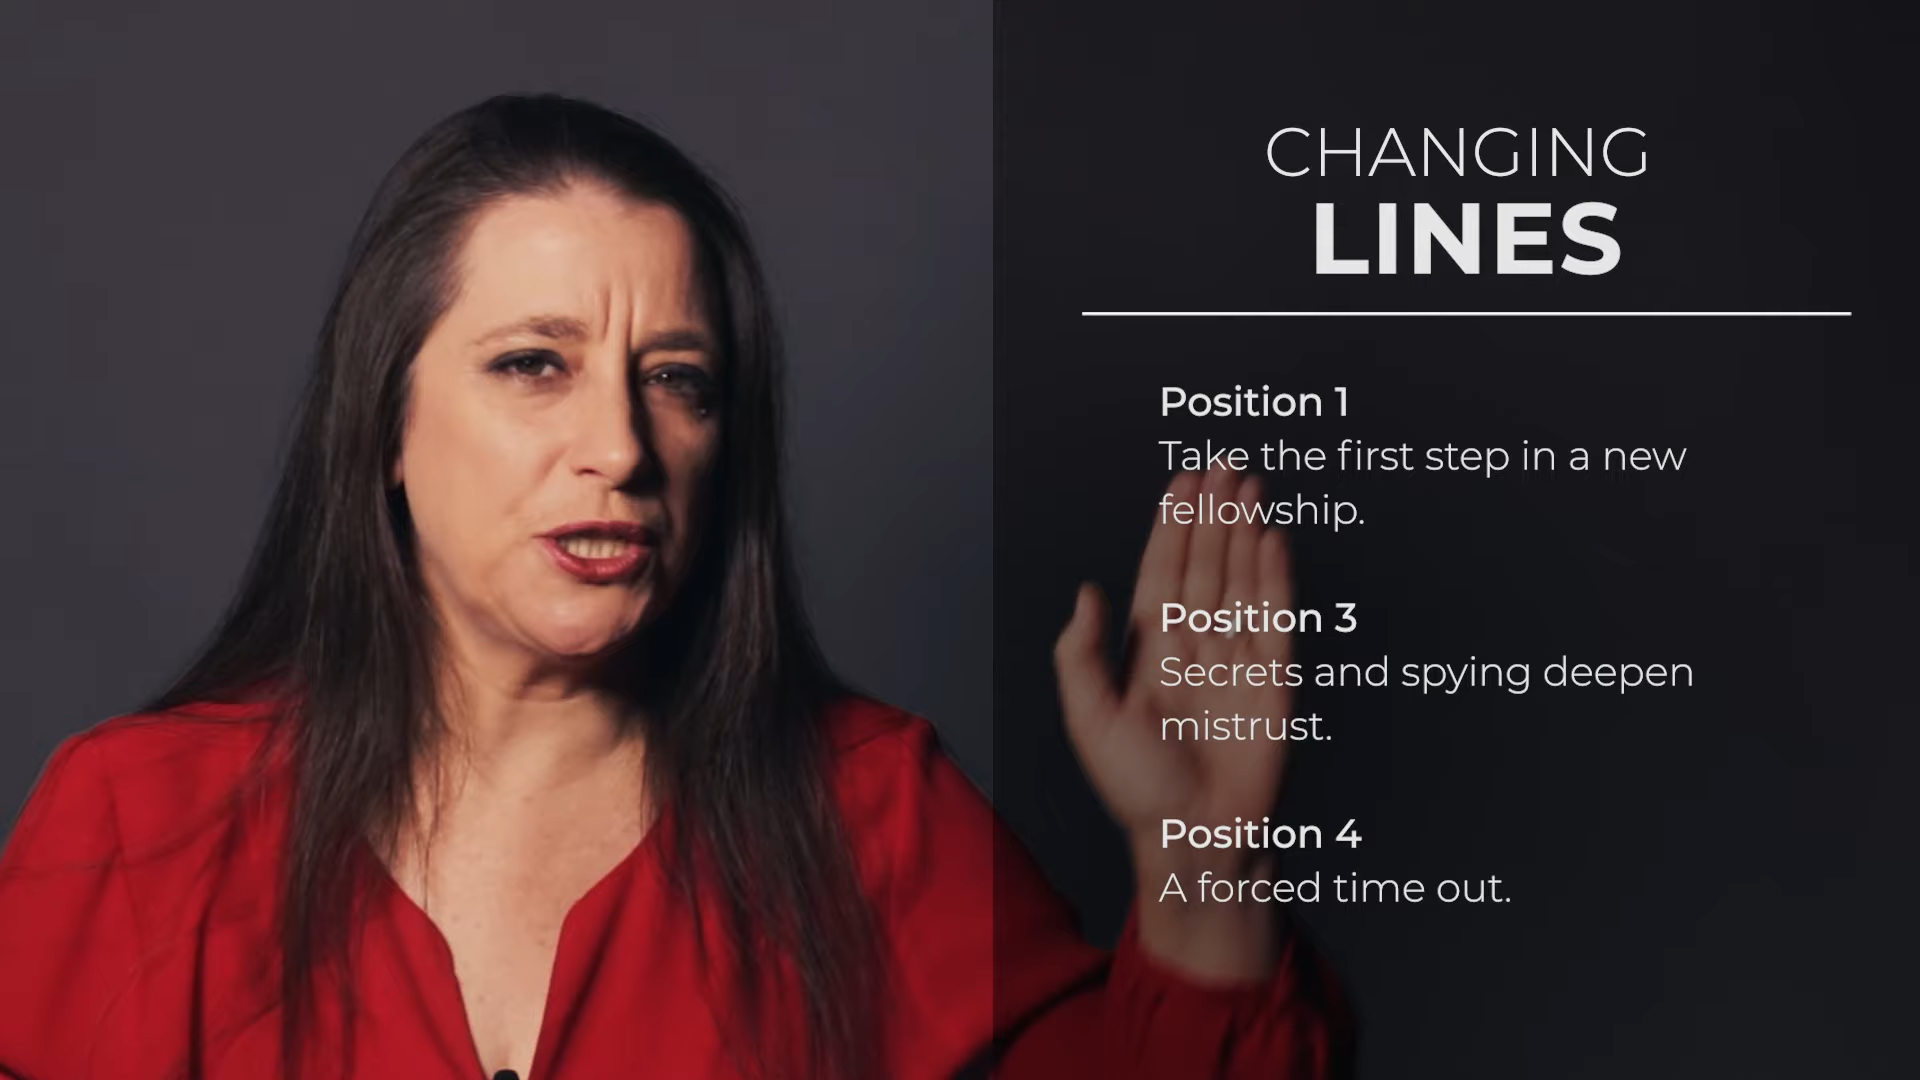 CHANGING
LINES
Position 1
Take the first step in a new
fellowship.
Position 3
Secrets and spying deepen
mistrust.
Position 4
A forced time out.